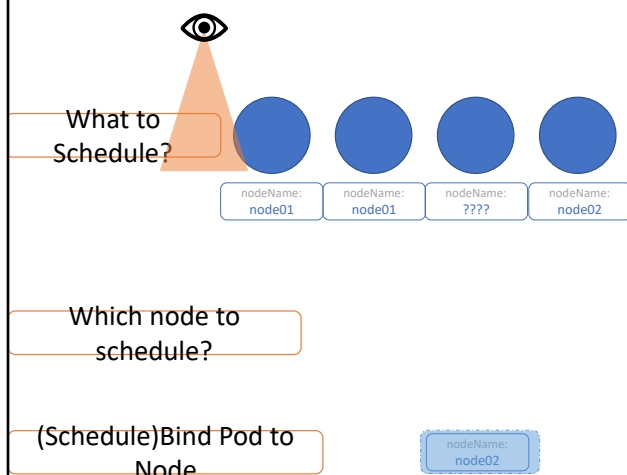 What to
Schedule?
nodeName:
node01
nodeName:
node01
nodeName:
????
nodeName:
node02
Which node to
schedule?
(Schedule)Bind Pod to
Node
nodeName:
node02